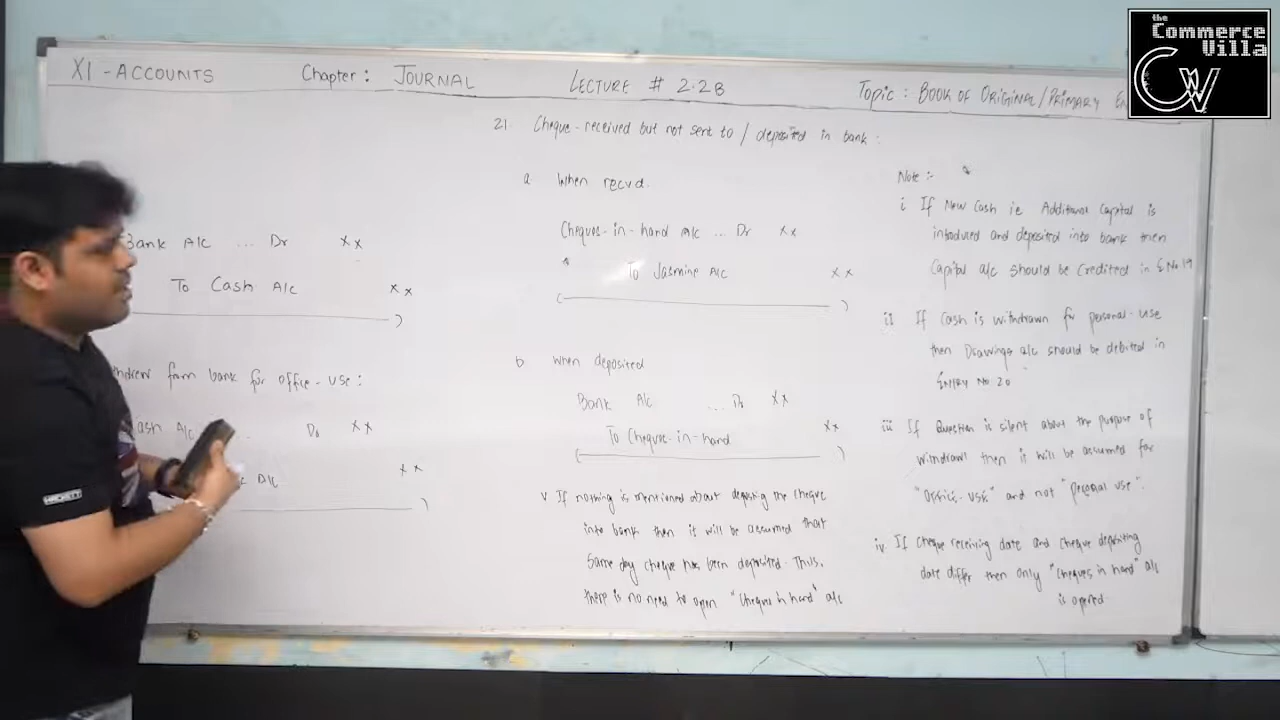 the
Commerce
Villa
CW
XI - ACCOUNTS Chapter : JOURNAL LECTURE # 2.2B Topic : BOOK OF ORIGINAL/PRIMARY
Bank A/c ... Dr xx
To Cash A/c xx
from bank for office-use :
Dr xx
A/c xx
21. Cheque-received but not sent to / deposited in bank :
a When recvd.
Cheques-in-hand A/c ... Dr xx
To Jasmine A/c xx
b When deposited
Bank A/c ... Dr xx
To Cheque-in-hand xx
v If nothing is mentioned about depositing the cheque
into bank then it will be assumed that
same day cheque has been deposited. Thus,
there is no need to open "cheques in hand" a/c
Note :-
i If New Cash i.e. Additional Capital is
introduced and deposited into bank then
Capital a/c should be credited in E No 19
ii If Cash is withdrawn for personal-use
then Drawings a/c should be debited in
ENTRY NO. 20
iii If Question is silent about the purpose of
withdrawl then it will be assumed for
"Office-use" and not "personal use".
iv If cheque receiving date and cheque depositing
date differ then only "cheques in hand" a/c
is opened
HACKETT